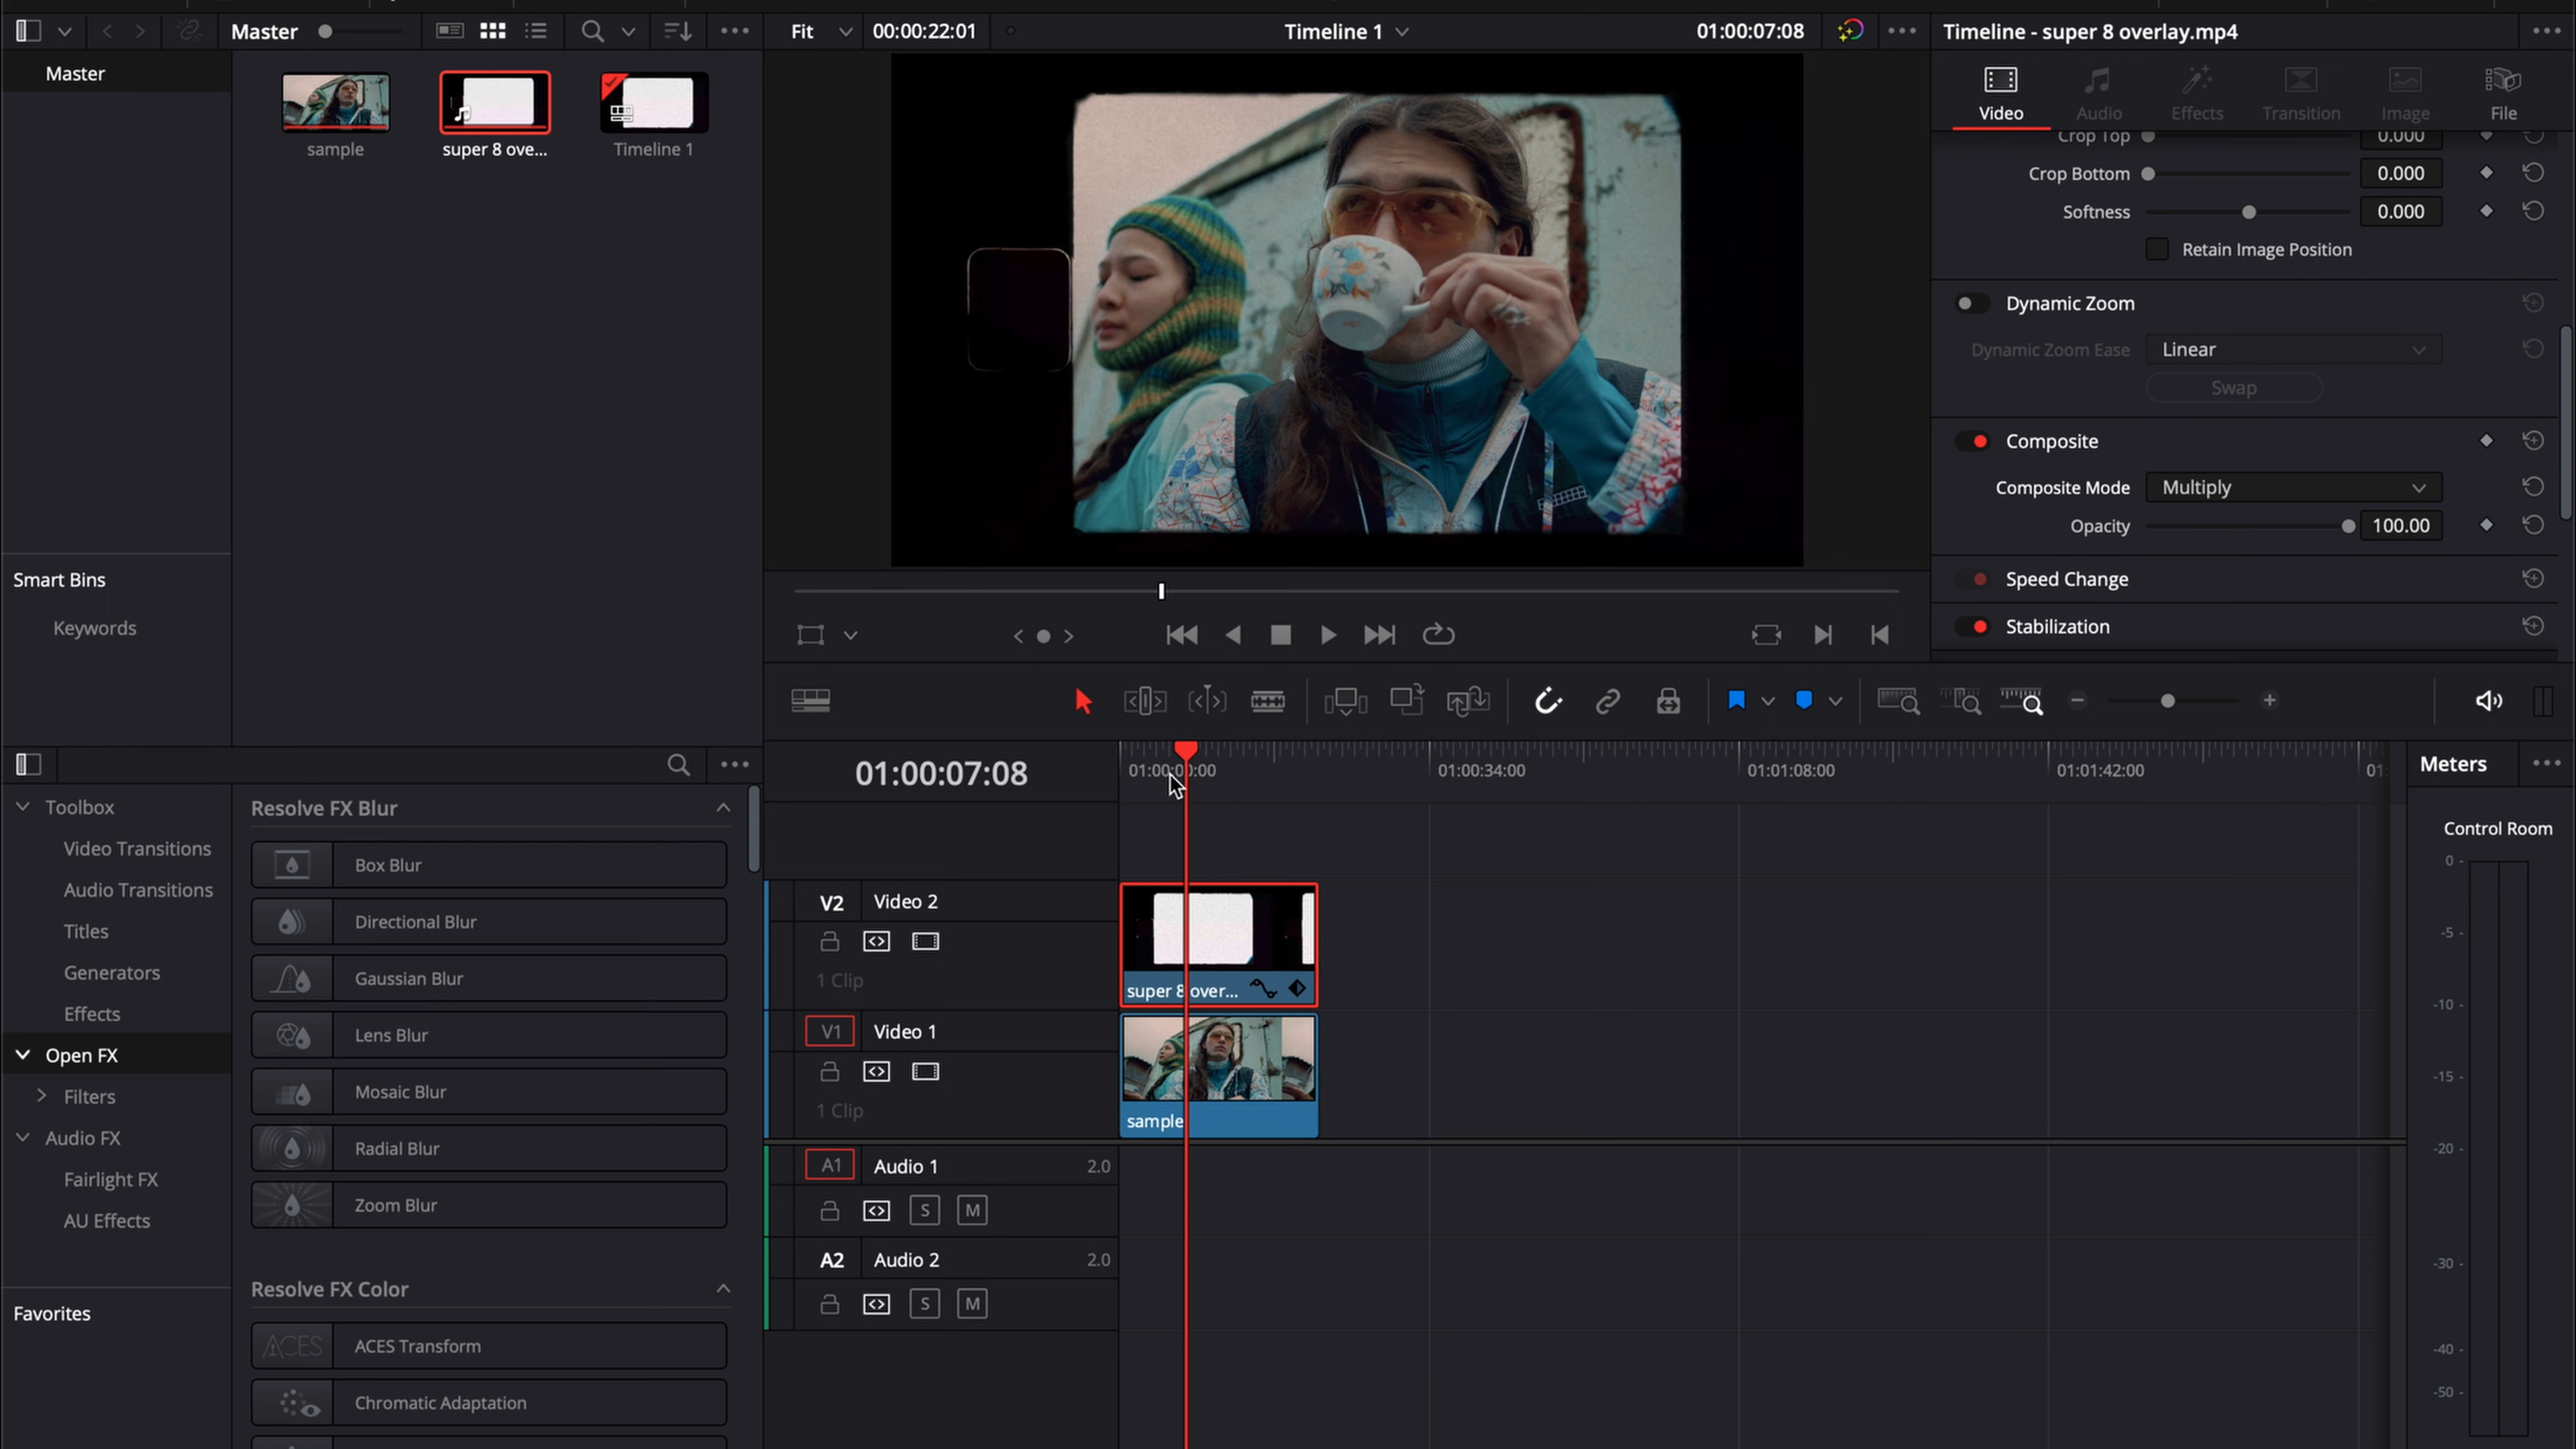 Master
Fit
00:00:22:01
Timeline 1
01:00:07:08
Timeline - super 8 overlay.mp4
Master
sample
super 8 ove...
Timeline 1
Video
Audio
Effects
Transition
Image
File
Crop Top
0.000
Crop Bottom
0.000
Softness
0.000
Retain Image Position
Dynamic Zoom
Dynamic Zoom Ease
Linear
Swap
Composite
Composite Mode
Multiply
Opacity
100.00
Speed Change
Stabilization
Smart Bins
Keywords
Toolbox
Video Transitions
Audio Transitions
Titles
Generators
Effects
Open FX
Filters
Audio FX
Fairlight FX
AU Effects
Favorites
Resolve FX Blur
Box Blur
Directional Blur
Gaussian Blur
Lens Blur
Mosaic Blur
Radial Blur
Zoom Blur
Resolve FX Color
ACES
ACES Transform
Chromatic Adaptation
01:00:07:08
01:00:00:00
01:00:34:00
01:01:08:00
01:01:42:00
01:
V2
Video 2
1 Clip
super 8 over...
V1
Video 1
1 Clip
sample
A1
Audio 1
2.0
S
M
A2
Audio 2
2.0
S
M
Meters
Control Room
0
-5
-10
-15
-20
-30
-40
-50